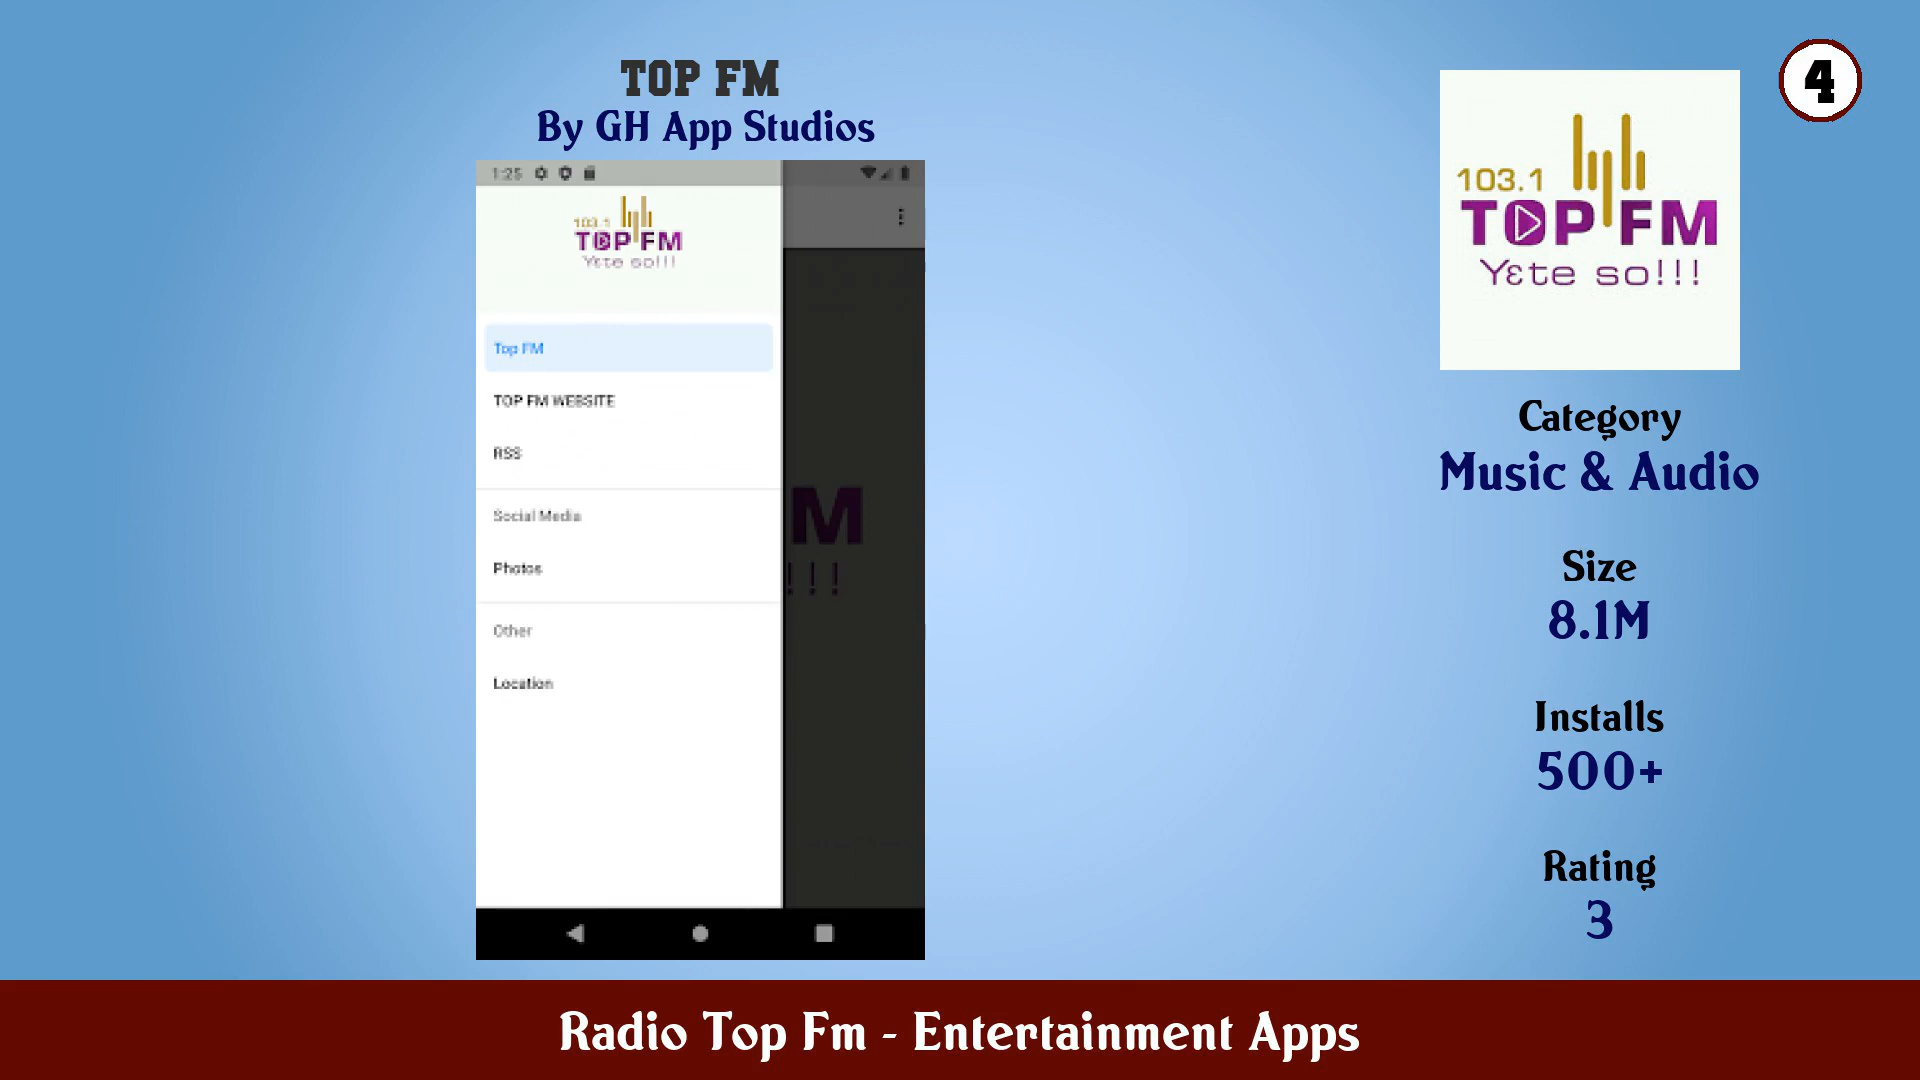 TOP FM
By GH App Studios
4
1:25
103.1
TOP FM
Yɛte so!!!
Top FM
TOP FM WEBSITE
RSS
Social Media
Photos
Other
Location
M
!!!
103.1
TOP FM
Yɛte so!!!
Category
Music & Audio
Size
8.1M
Installs
500+
Rating
3
Radio Top Fm - Entertainment Apps